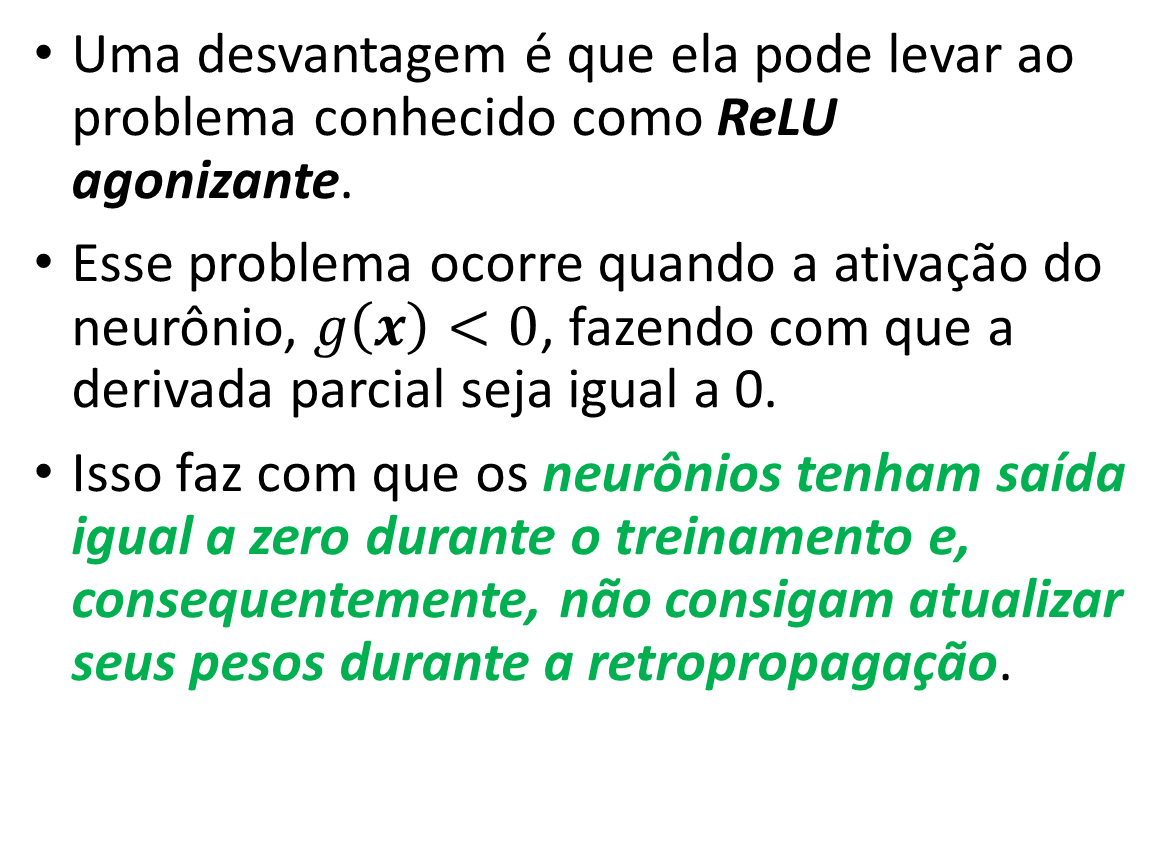 • Uma desvantagem é que ela pode levar ao
problema conhecido como ReLU
agonizante.
• Esse problema ocorre quando a ativação do
neurônio, g(x) < 0, fazendo com que a
derivada parcial seja igual a 0.
• Isso faz com que os neurônios tenham saída
igual a zero durante o treinamento e,
consequentemente, não consigam atualizar
seus pesos durante a retropropagação.